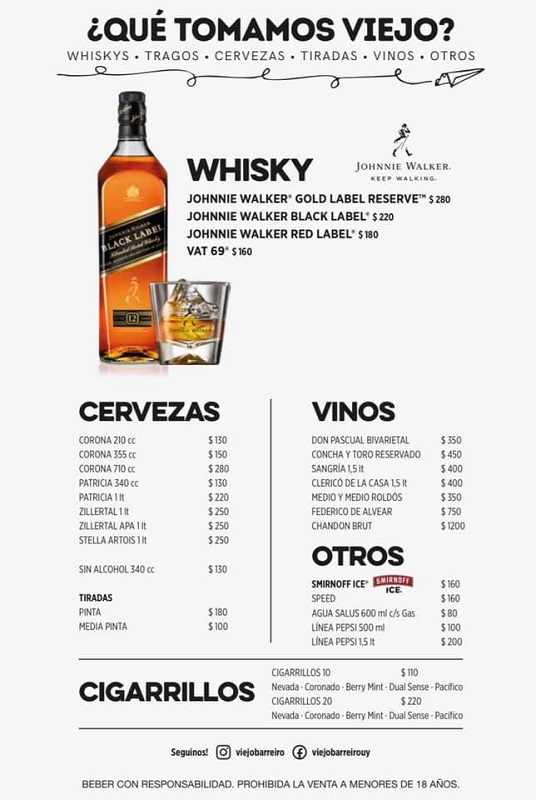 ¿QUÉ TOMAMOS VIEJO?
WHISKYS • TRAGOS • CERVEZAS • TIRADAS • VINOS • OTROS
WHISKY
JOHNNIE WALKER.
KEEP WALKING.
JOHNNIE WALKER® GOLD LABEL RESERVE™ $ 280
JOHNNIE WALKER BLACK LABEL® $ 220
JOHNNIE WALKER RED LABEL® $ 180
VAT 69® $ 160
JOHNNIE WALKER
BLACK LABEL
Blended Scotch Whisky
12
CERVEZAS
CORONA 210 cc $ 130
CORONA 355 cc $ 150
CORONA 710 cc $ 280
PATRICIA 340 cc $ 130
PATRICIA 1 lt $ 220
ZILLERTAL 1 lt $ 250
ZILLERTAL APA 1 lt $ 250
STELLA ARTOIS 1 lt $ 250
SIN ALCOHOL 340 cc $ 130
TIRADAS
PINTA $ 180
MEDIA PINTA $ 100
VINOS
DON PASCUAL BIVARIETAL $ 350
CONCHA Y TORO RESERVADO $ 450
SANGRÍA 1,5 lt $ 400
CLERICÓ DE LA CASA 1,5 lt $ 400
MEDIO Y MEDIO ROLDÓS $ 350
FEDERICO DE ALVEAR $ 750
CHANDON BRUT $ 1200
OTROS
SMIRNOFF ICE® SMIRNOFF ICE. $ 160
SPEED $ 160
AGUA SALUS 600 ml c/s Gas $ 80
LÍNEA PEPSI 500 ml $ 100
LÍNEA PEPSI 1,5 lt $ 200
CIGARRILLOS
CIGARRILLOS 10 $ 110
Nevada · Coronado · Berry Mint · Dual Sense · Pacífico
CIGARRILLOS 20 $ 220
Nevada · Coronado · Berry Mint · Dual Sense · Pacífico
Seguinos! viejobarreiro viejobarreirouy
BEBER CON RESPONSABILIDAD. PROHIBIDA LA VENTA A MENORES DE 18 AÑOS.